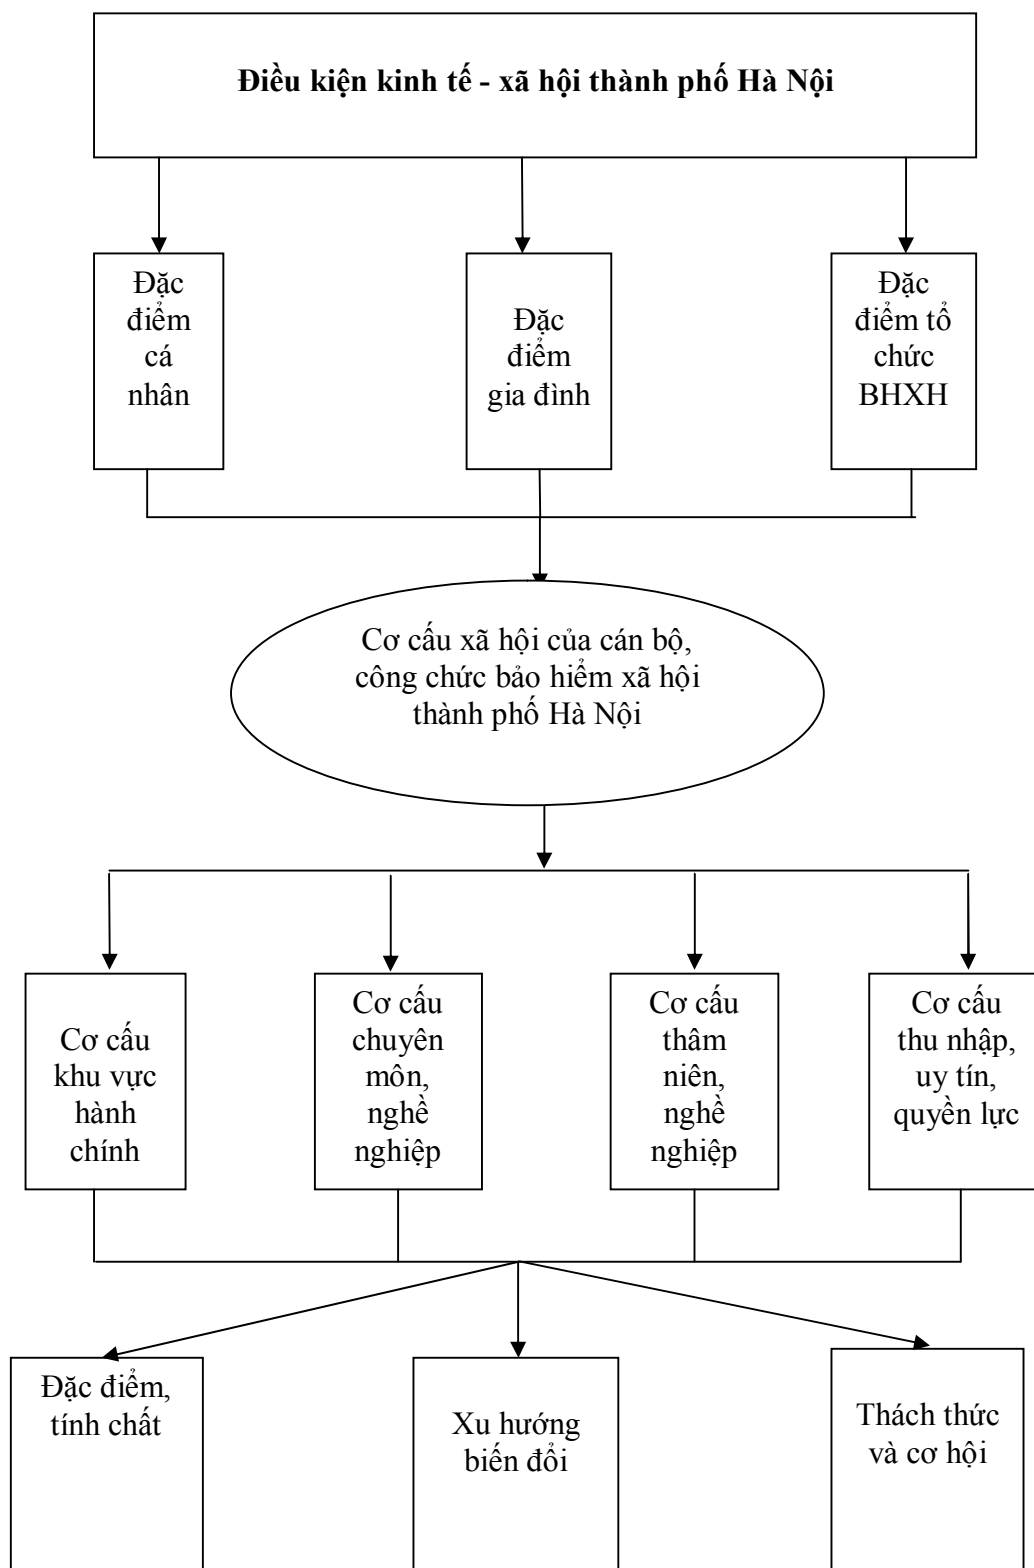 Điều kiện kinh tế - xã hội thành phố Hà Nội
Đặc
điểm
cá
nhân
Đặc
điểm
gia đình
Đặc
điểm tổ
chức
BHXH
Cơ cấu xã hội của cán bộ,
công chức bảo hiểm xã hội
thành phố Hà Nội
Cơ cấu
khu vực
hành
chính
Cơ cấu
chuyên
môn,
nghề
nghiệp
Cơ cấu
thâm
niên,
nghề
nghiệp
Cơ cấu
thu nhập,
uy tín,
quyền lực
Đặc điểm,
tính chất
Xu hướng
biến đổi
Thách thức
và cơ hội